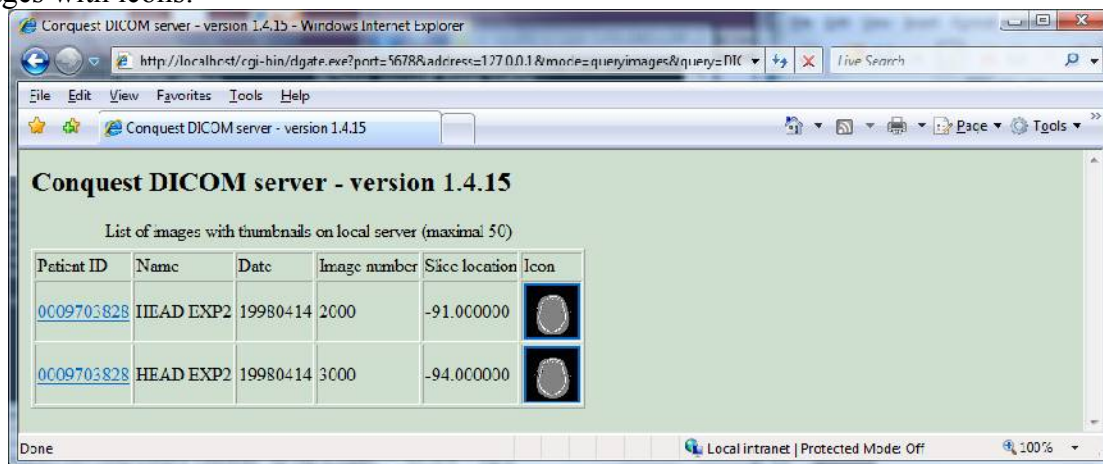 ges with icons.
Conquest DICOM server - version 1.4.15 - Windows Internet Explorer
http://localhost/cgi-bin/dgate.exe?port=5678&address=127.0.0.1&mode=queryimages&query=DIC
Live Search
File Edit View Favorites Tools Help
Conquest DICOM server - version 1.4.15
Page Tools
Conquest DICOM server - version 1.4.15
List of images with thumbnails on local server (maximal 50)
Patient ID Name Date Image number Slice location Icon
0009703828 HEAD EXP2 19980414 2000 -91.000000
0009703828 HEAD EXP2 19980414 3000 -94.000000
Done Local intranet | Protected Mode: Off 100%